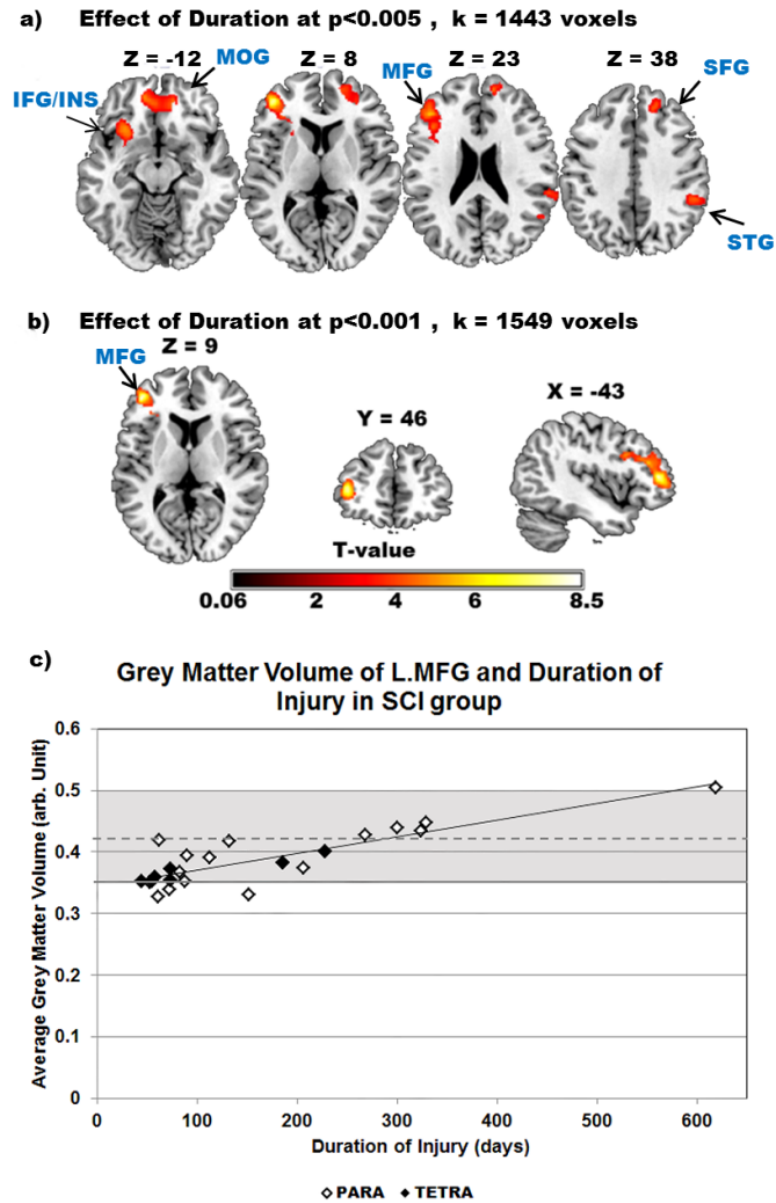 a) Effect of Duration at p<0.005 , k = 1443 voxels
Z = -12 MOG Z = 8 Z = 23 Z = 38
IFG/INS MFG SFG
STG
b) Effect of Duration at p<0.001 , k = 1549 voxels
MFG Z = 9
Y = 46 X = -43
T-value
0.06 2 4 6 8.5
c)
Grey Matter Volume of L.MFG and Duration of
Injury in SCI group
Average Grey Matter Volume (arb. Unit)
0.6
0.5
0.4
0.3
0.2
0.1
0
0 100 200 300 400 500 600
Duration of Injury (days)
PARA TETRA